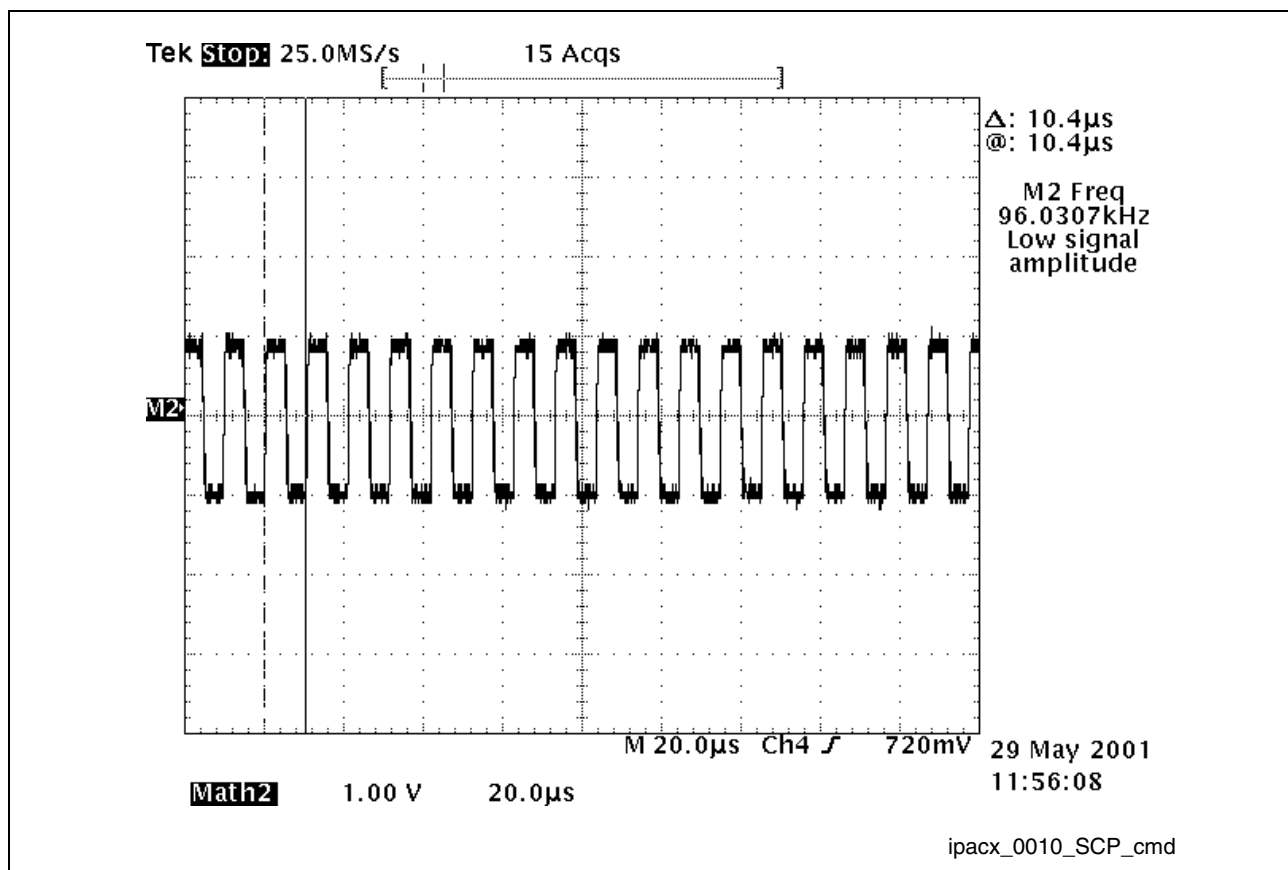 Tek Stop: 25.0MS/s 15 Acqs
Δ: 10.4µs
@: 10.4µs
M2 Freq
96.0307kHz
Low signal
amplitude
M2
M 20.0µs Ch4 720mV
29 May 2001
11:56:08
Math2 1.00 V 20.0µs
ipacx_0010_SCP_cmd